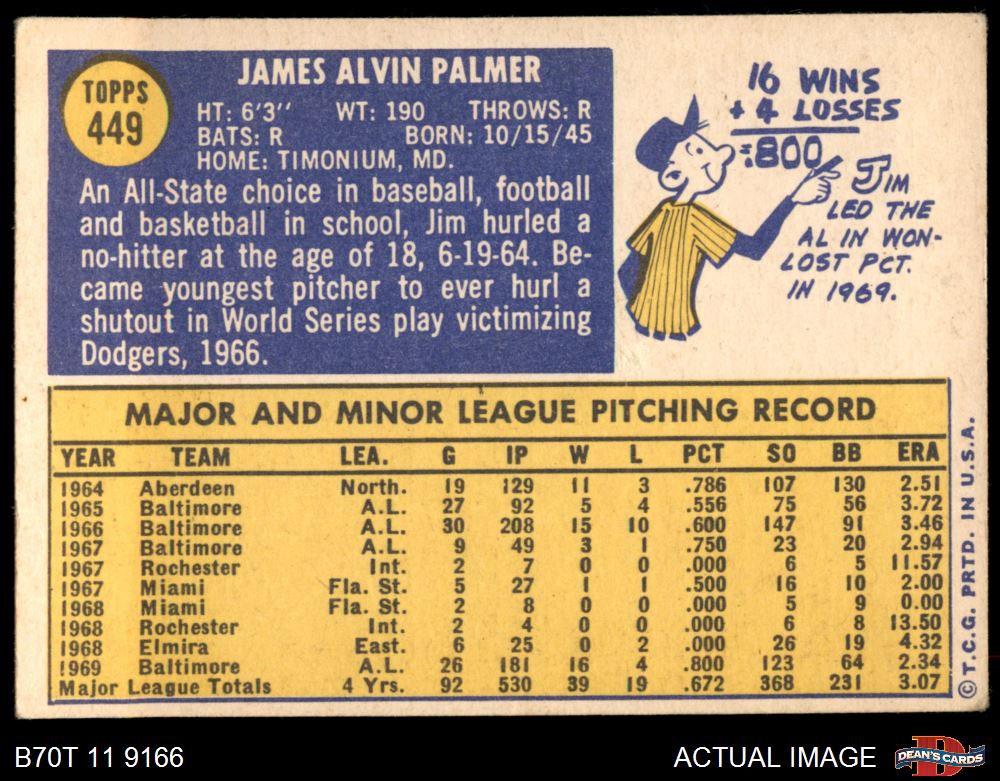 TOPPS
449
JAMES ALVIN PALMER
HT: 6'3'' WT: 190 THROWS: R
BATS: R BORN: 10/15/45
HOME: TIMONIUM, MD.
An All-State choice in baseball, football
and basketball in school, Jim hurled a
no-hitter at the age of 18, 6-19-64. Be-
came youngest pitcher to ever hurl a
shutout in World Series play victimizing
Dodgers, 1966.
16 WINS
+ 4 LOSSES
=.800
JIM
LED THE
AL IN WON-
LOST PCT.
IN 1969.
MAJOR AND MINOR LEAGUE PITCHING RECORD
YEAR TEAM LEA. G IP W L PCT SO BB ERA
1964 Aberdeen North. 19 129 11 3 .786 107 130 2.51
1965 Baltimore A.L. 27 92 5 4 .556 75 56 3.72
1966 Baltimore A.L. 30 208 15 10 .600 147 91 3.46
1967 Baltimore A.L. 9 49 3 1 .750 23 20 2.94
1967 Rochester Int. 2 7 0 0 .000 6 5 11.57
1967 Miami Fla. St. 5 27 1 1 .500 16 10 2.00
1968 Miami Fla. St. 2 8 0 0 .000 5 9 0.00
1968 Rochester Int. 2 4 0 0 .000 6 8 13.50
1968 Elmira East. 6 25 0 2 .000 26 19 4.32
1969 Baltimore A.L. 26 181 16 4 .800 123 64 2.34
Major League Totals 4 Yrs. 92 530 39 19 .672 368 231 3.07
© T.C.G. PRTD. IN U.S.A.
B70T 11 9166
ACTUAL IMAGE
D
DEAN'S CARDS